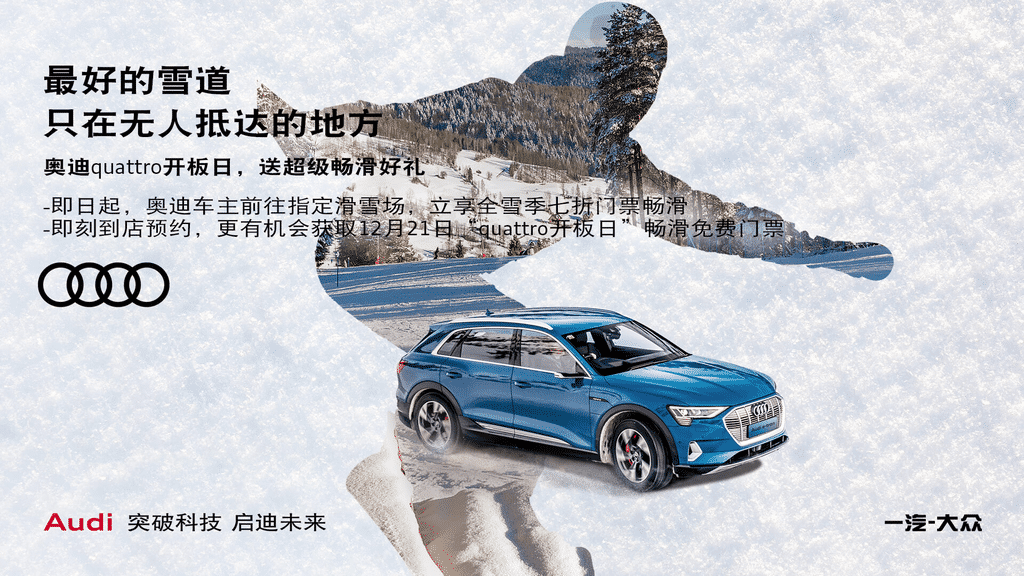 最好的雪道
只在无人抵达的地方
奥迪quattro开板日，送超级畅滑好礼
-即日起，奥迪车主前往指定滑雪场，立享全雪季七折门票畅滑
-即刻到店预约，更有机会获取12月21日“quattro开板日”畅滑免费门票
Audi 突破科技 启迪未来
一汽-大众